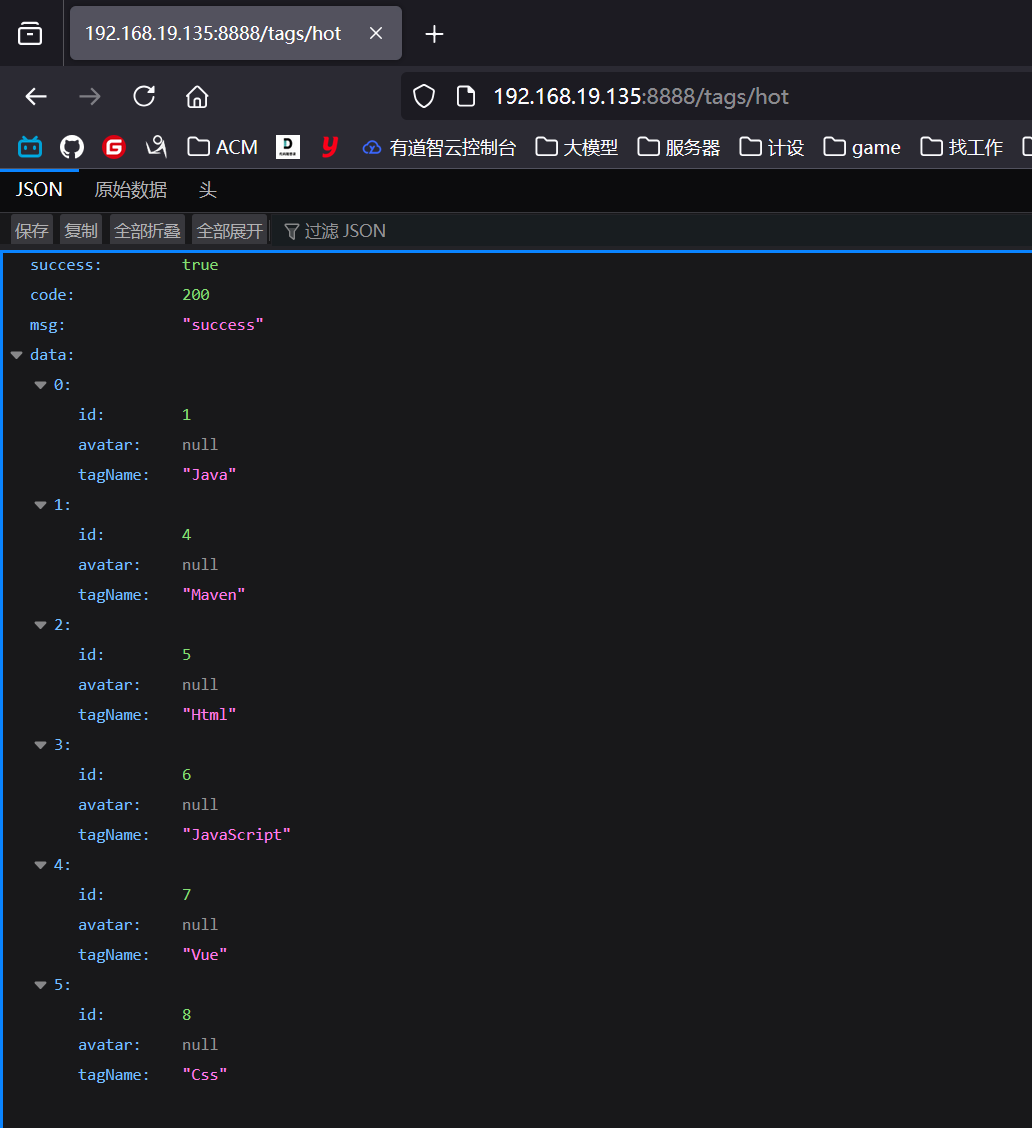 192.168.19.135:8888/tags/hot
192.168.19.135:8888/tags/hot
ACM 有道智云控制台 大模型 服务器 计设 game 找工作
JSON 原始数据 头
保存 复制 全部折叠 全部展开 过滤 JSON
success: true
code: 200
msg: "success"
data:
0:
id: 1
avatar: null
tagName: "Java"
1:
id: 4
avatar: null
tagName: "Maven"
2:
id: 5
avatar: null
tagName: "Html"
3:
id: 6
avatar: null
tagName: "JavaScript"
4:
id: 7
avatar: null
tagName: "Vue"
5:
id: 8
avatar: null
tagName: "Css"